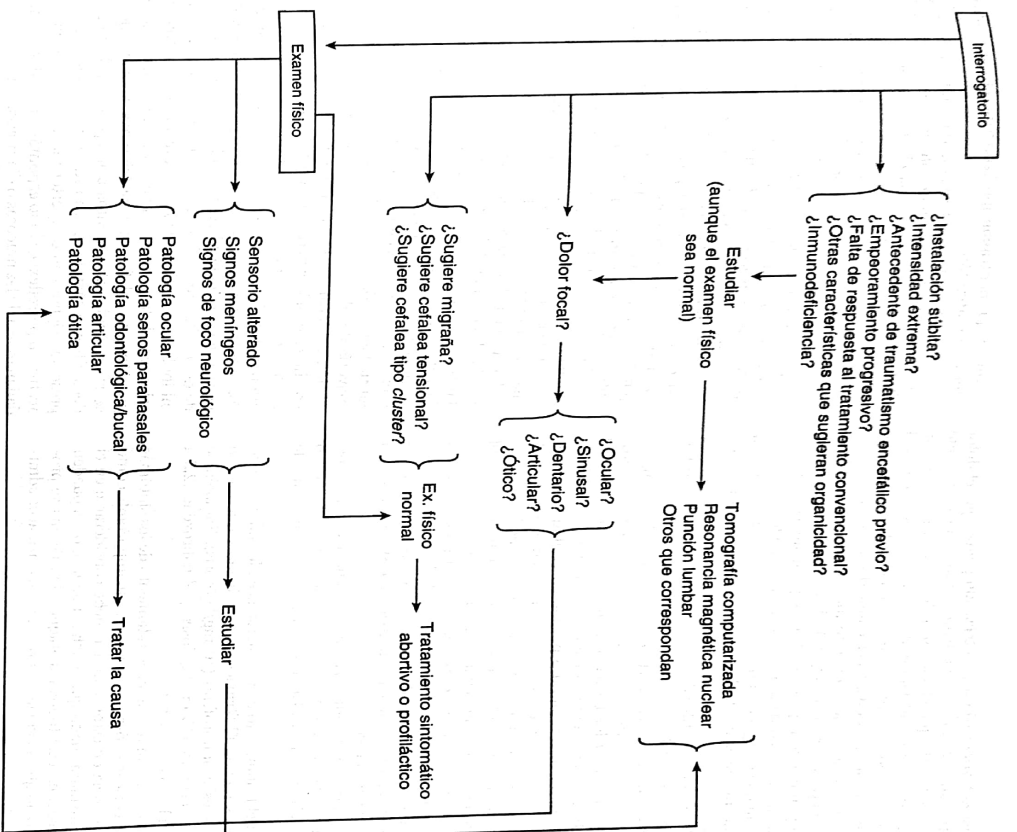 Interrogatorio
¿Instalación súbita?
¿Intensidad extrema?
¿Antecedente de traumatismo encefálico previo?
¿Empeoramiento progresivo?
¿Falta de respuesta al tratamiento convencional?
¿Otras características que sugieran organicidad?
¿Inmunodeficiencia?
Estudiar
(aunque el examen físico
sea normal)
Tomografía computarizada
Resonancia magnética nuclear
Punción lumbar
Otros que correspondan
¿Dolor focal?
¿Ocular?
¿Sinusal?
¿Dentario?
¿Articular?
¿Ótico?
¿Sugiere migraña?
¿Sugiere cefalea tensional?
¿Sugiere cefalea tipo cluster?
Ex. físico
normal
Tratamiento sintomático
abortivo o profiláctico
Examen físico
Sensorio alterado
Signos meníngeos
Signos de foco neurológico
Estudiar
Patología ocular
Patología senos paranasales
Patología odontológica/bucal
Patología articular
Patología ótica
Tratar la causa